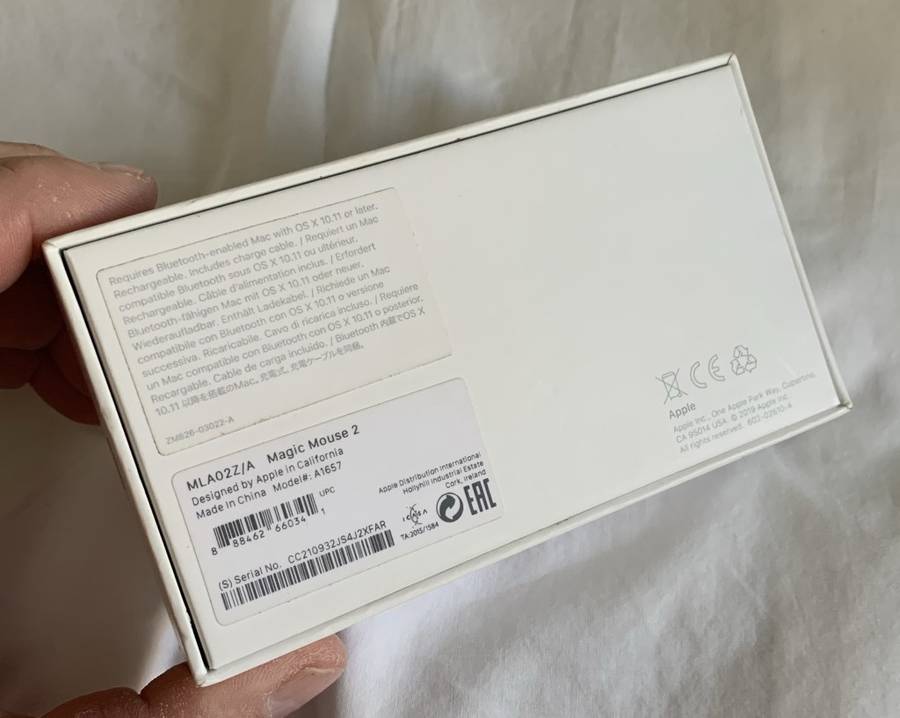 Requires Bluetooth-enabled Mac with OS X 10.11 or later.
Rechargeable. Includes charge cable. / Requiert un Mac
compatible Bluetooth sous OS X 10.11 ou ultérieur.
Rechargeable. Câble d'alimentation inclus. / Erfordert
Bluetooth-fähigen Mac mit OS X 10.11 oder neuer.
Wiederaufladbar. Enthält Ladekabel. / Richiede un Mac
compatibile con Bluetooth con OS X 10.11 o versione
successiva. Ricaricabile. Cavo di ricarica incluso. / Requiere
un Mac compatible con Bluetooth con OS X 10.11 o posterior.
Recargable. Cable de carga incluido. / Bluetooth 内蔵でOS X
10.11 以降を搭載のMac。充電式。充電ケーブルを同梱。
ZM826-03022-A
MLA02Z/A Magic Mouse 2
Designed by Apple in California
Made in China Model#: A1657
UPC
8 88462 66034 1
(S) Serial No. CC210932JS4J2XFAR
Apple Distribution International
Hollyhill Industrial Estate
Cork, Ireland
ICASA
TA:2015/1584
EAC
CE
Apple
Apple Inc., One Apple Park Way, Cupertino,
CA 95014 USA. © 2019 Apple Inc.
All rights reserved. 602-02610-A